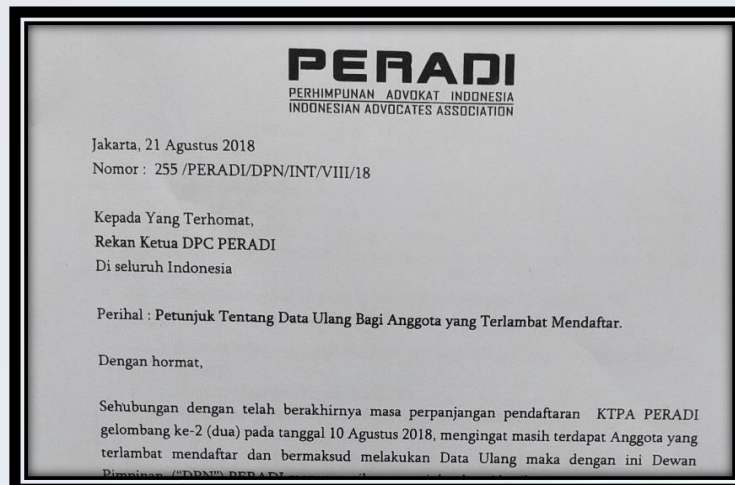 PERADI
PERHIMPUNAN ADVOKAT INDONESIA
INDONESIAN ADVOCATES ASSOCIATION
Jakarta, 21 Agustus 2018
Nomor : 255 /PERADI/DPN/INT/VIII/18
Kepada Yang Terhomat,
Rekan Ketua DPC PERADI
Di seluruh Indonesia
Perihal : Petunjuk Tentang Data Ulang Bagi Anggota yang Terlambat Mendaftar.
Dengan hormat,
Sehubungan dengan telah berakhirnya masa perpanjangan pendaftaran KTPA PERADI
gelombang ke-2 (dua) pada tanggal 10 Agustus 2018, mengingat masih terdapat Anggota yang
terlambat mendaftar dan bermaksud melakukan Data Ulang maka dengan ini Dewan
Pimpinan ("DPN") PERADI